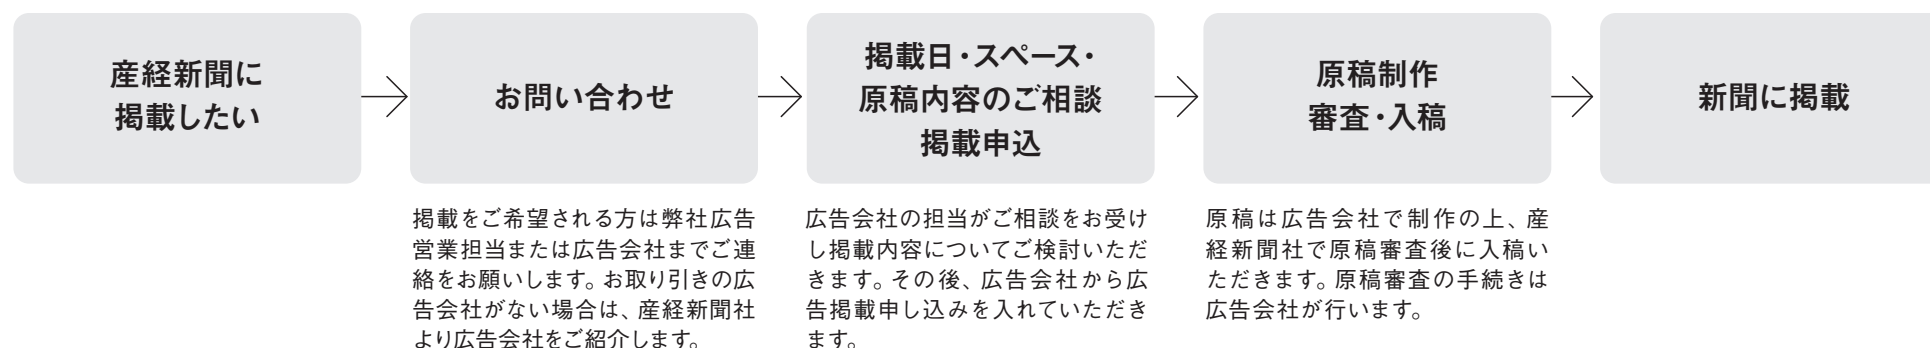 産経新聞に
掲載したい
お問い合わせ
掲載日・スペース・
原稿内容のご相談
掲載申込
原稿制作
審査・入稿
新聞に掲載
掲載をご希望される方は弊社広告
営業担当または広告会社までご連
絡をお願いします。お取り引きの広
告会社がない場合は、産経新聞社
より広告会社をご紹介します。
広告会社の担当がご相談をお受け
し掲載内容についてご検討いただ
きます。その後、広告会社から広
告掲載申し込みを入れていただき
ます。
原稿は広告会社で制作の上、産
経新聞社で原稿審査後に入稿い
ただきます。原稿審査の手続きは
広告会社が行います。